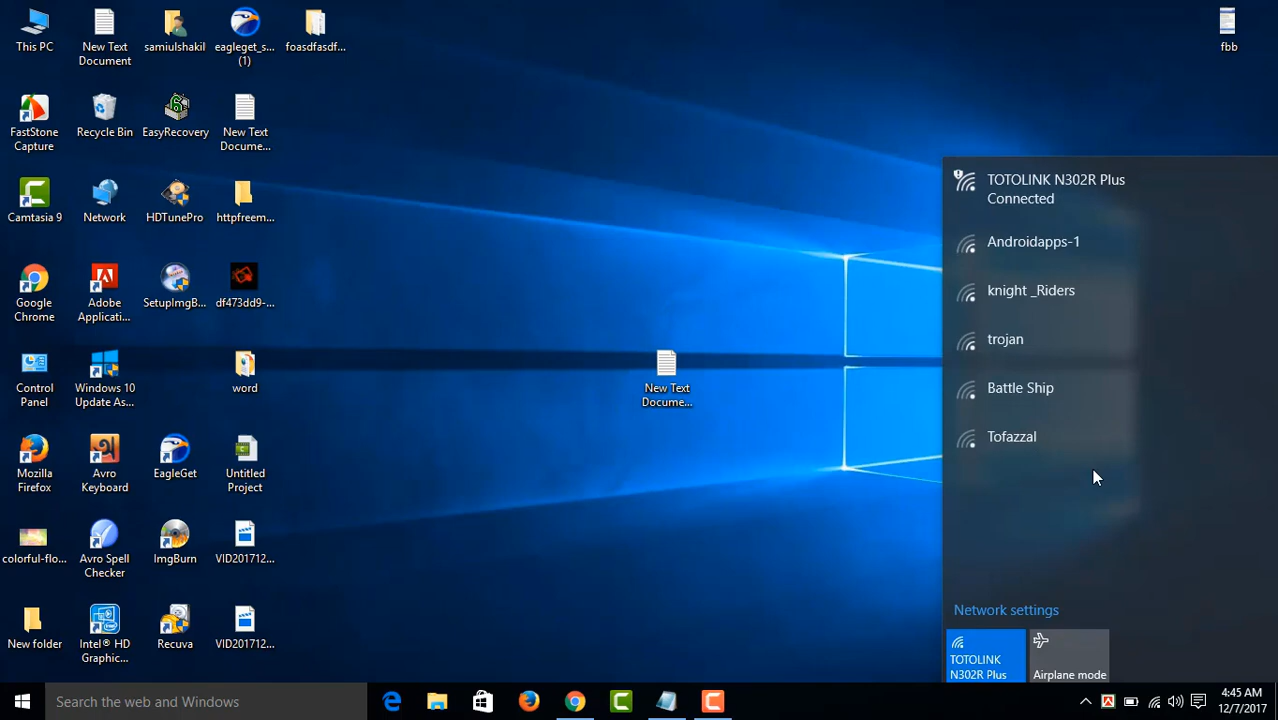 This PC
New Text
Document
samiulshakil
eagleget_s...
(1)
foasdfasdf...
fbb
FastStone
Capture
Recycle Bin
EasyRecovery
New Text
Docume...
Camtasia 9
Network
HDTunePro
httpfreem...
Google
Chrome
Adobe
Applicati...
SetupImgB...
df473dd9-...
Control
Panel
Windows 10
Update As...
word
New Text
Docume...
Mozilla
Firefox
Avro
Keyboard
EagleGet
Untitled
Project
colorful-flo...
Avro Spell
Checker
ImgBurn
VID201712...
New folder
Intel® HD
Graphic...
Recuva
VID201712...
TOTOLINK N302R Plus
Connected
Androidapps-1
knight _Riders
trojan
Battle Ship
Tofazzal
Network settings
TOTOLINK
N302R Plus
Airplane mode
Search the web and Windows
4:45 AM
12/7/2017